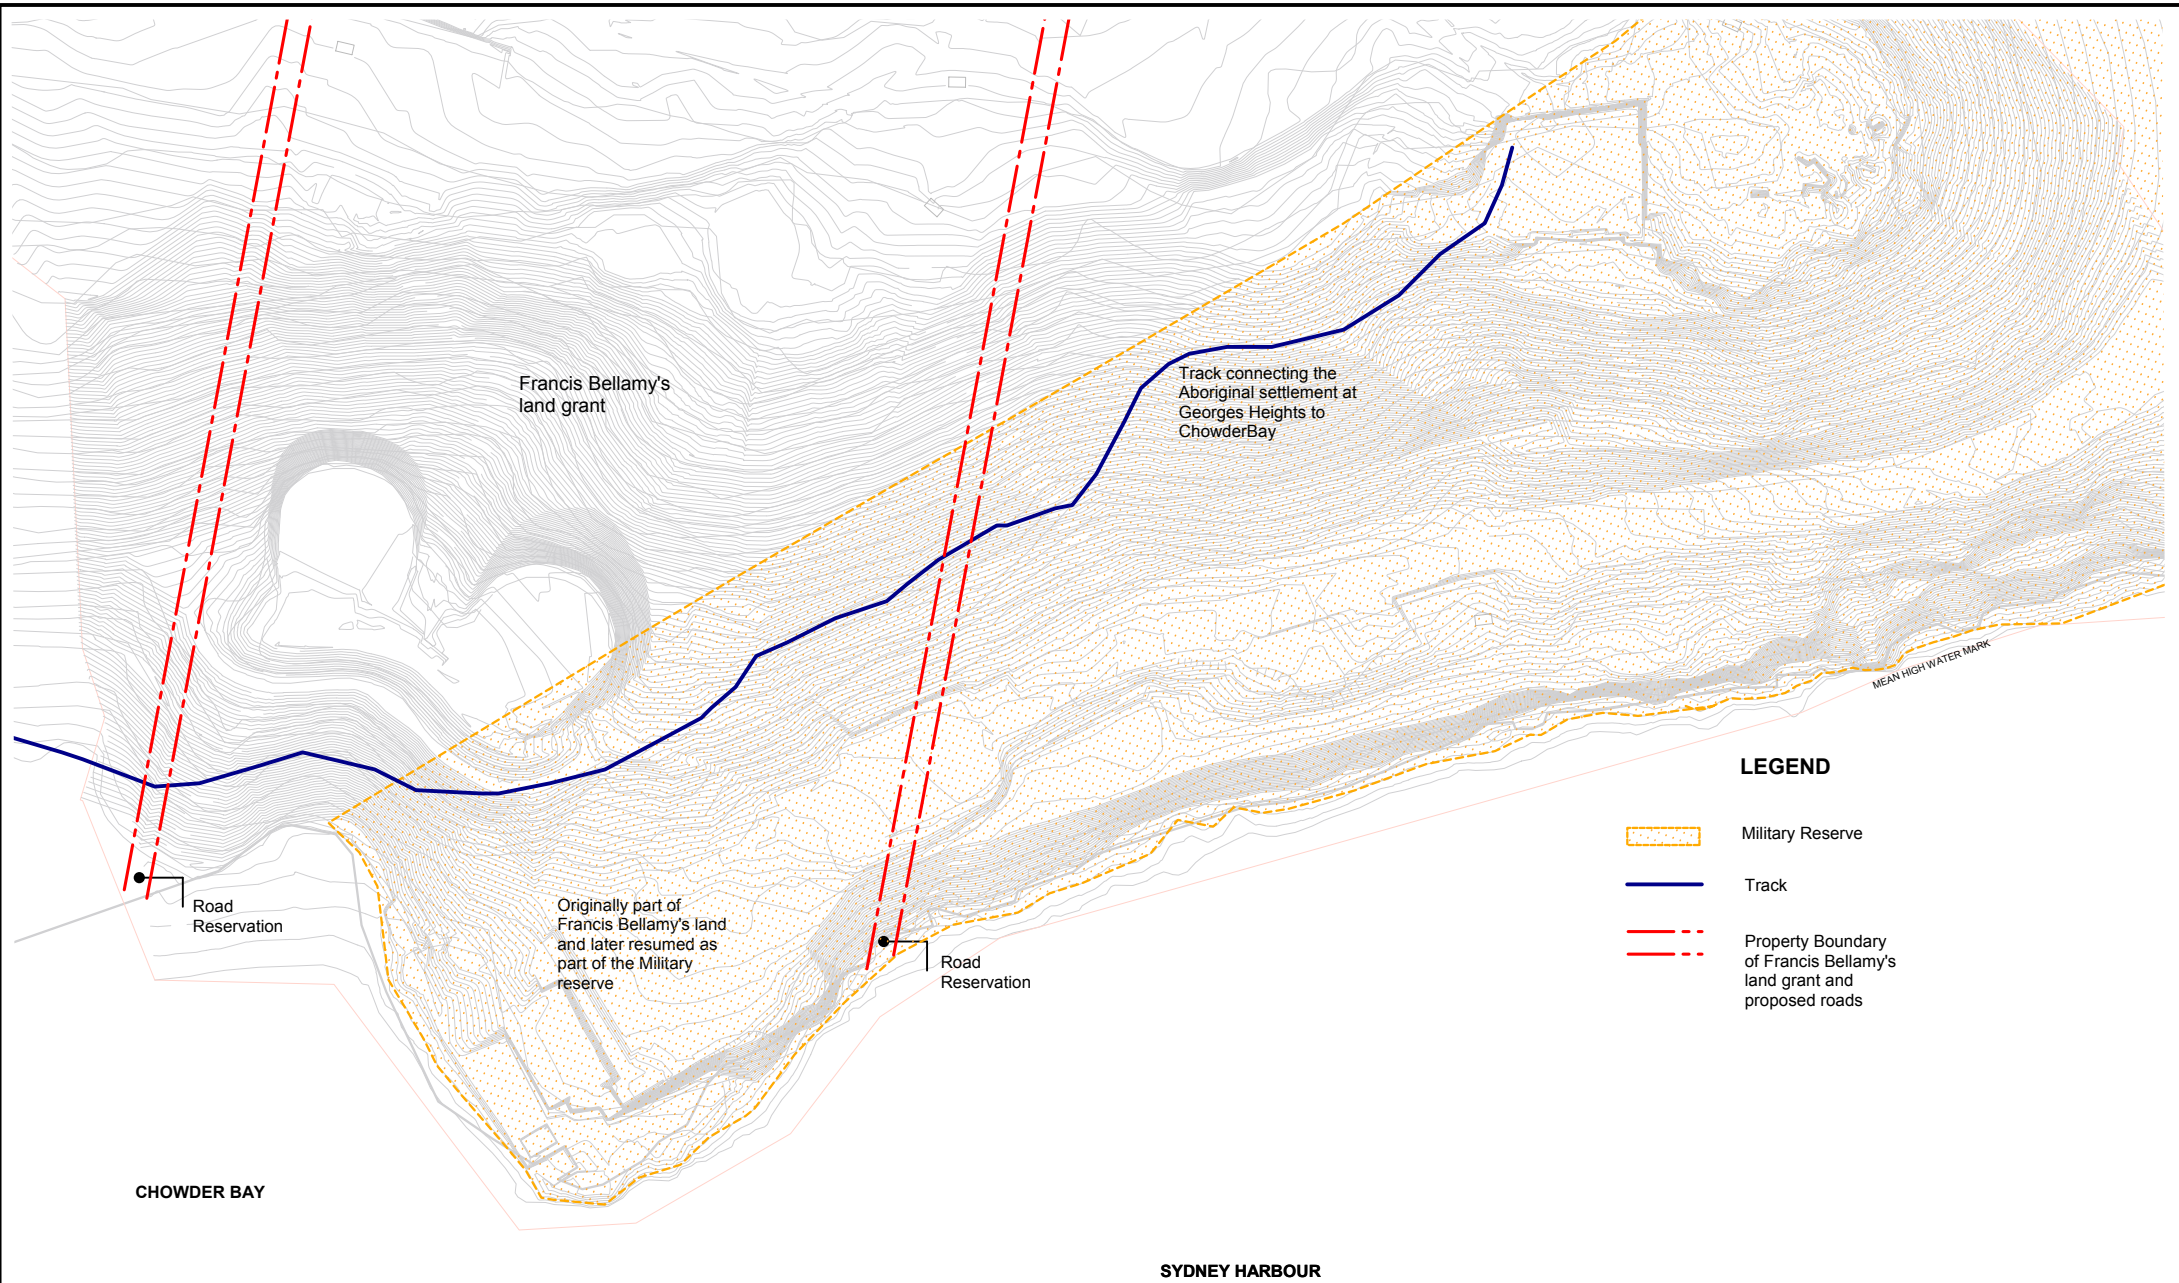 Francis Bellamy's
land grant
Track connecting the
Aboriginal settlement at
Georges Heights to
ChowderBay
MEAN HIGH WATER MARK
LEGEND
Military Reserve
Track
Property Boundary
of Francis Bellamy's
land grant and
proposed roads
Road
Reservation
Originally part of
Francis Bellamy's land
and later resumed as
part of the Military
reserve
Road
Reservation
CHOWDER BAY
SYDNEY HARBOUR